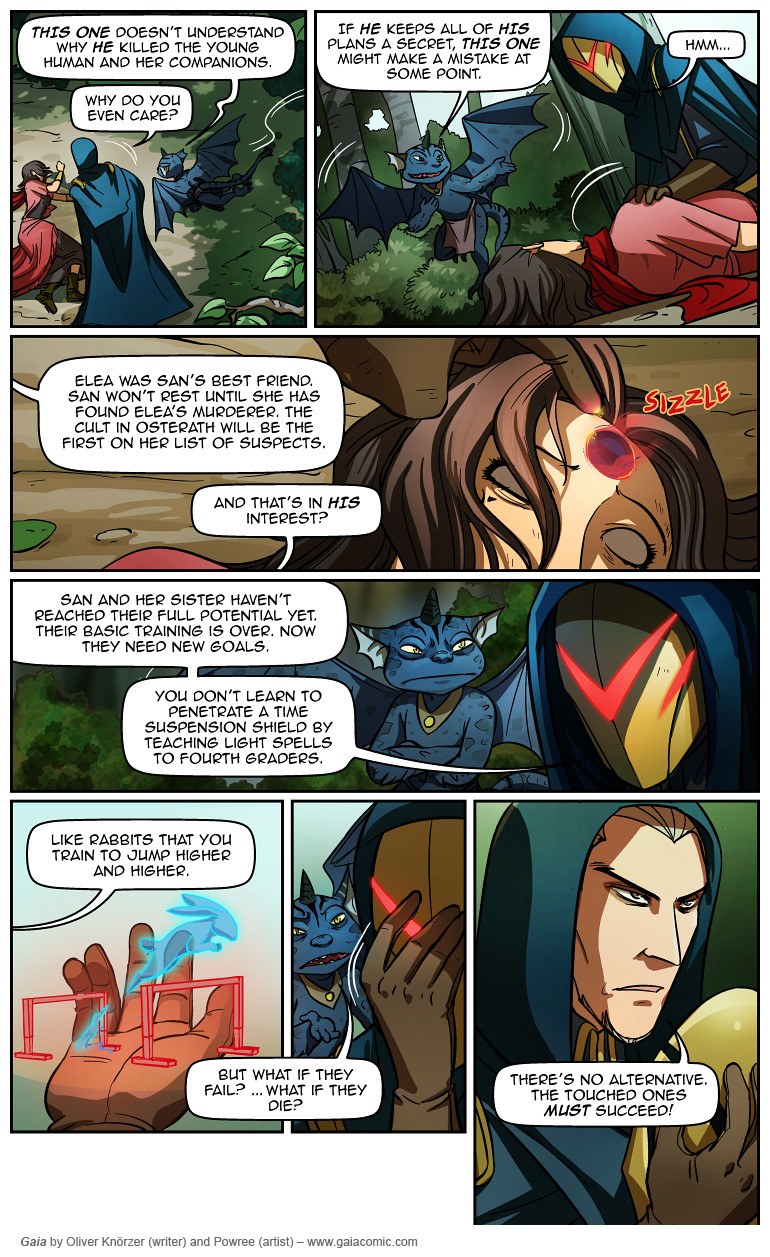 THIS ONE DOESN'T UNDERSTAND
WHY HE KILLED THE YOUNG
HUMAN AND HER COMPANIONS.
WHY DO YOU
EVEN CARE?
IF HE KEEPS ALL OF HIS
PLANS A SECRET, THIS ONE
MIGHT MAKE A MISTAKE AT
SOME POINT.
HMM...
ELEA WAS SAN'S BEST FRIEND.
SAN WON'T REST UNTIL SHE HAS
FOUND ELEA'S MURDERER. THE
CULT IN OSTERATH WILL BE THE
FIRST ON HER LIST OF SUSPECTS.
SIZZLE
AND THAT'S IN HIS
INTEREST?
SAN AND HER SISTER HAVEN'T
REACHED THEIR FULL POTENTIAL YET.
THEIR BASIC TRAINING IS OVER. NOW
THEY NEED NEW GOALS.
YOU DON'T LEARN TO
PENETRATE A TIME
SUSPENSION SHIELD BY
TEACHING LIGHT SPELLS
TO FOURTH GRADERS.
LIKE RABBITS THAT YOU
TRAIN TO JUMP HIGHER
AND HIGHER.
BUT WHAT IF THEY
FAIL? ... WHAT IF THEY
DIE?
THERE'S NO ALTERNATIVE.
THE TOUCHED ONES
MUST SUCCEED!
Gaia by Oliver Knörzer (writer) and Powree (artist) – www.gaiacomic.com